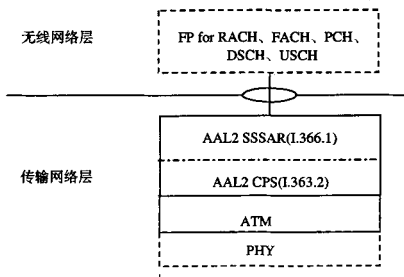 无线网络层
FP for RACH、FACH、PCH、
DSCH、USCH
AAL2 SSSAR(I.366.1)
传输网络层
AAL2 CPS(I.363.2)
ATM
PHY